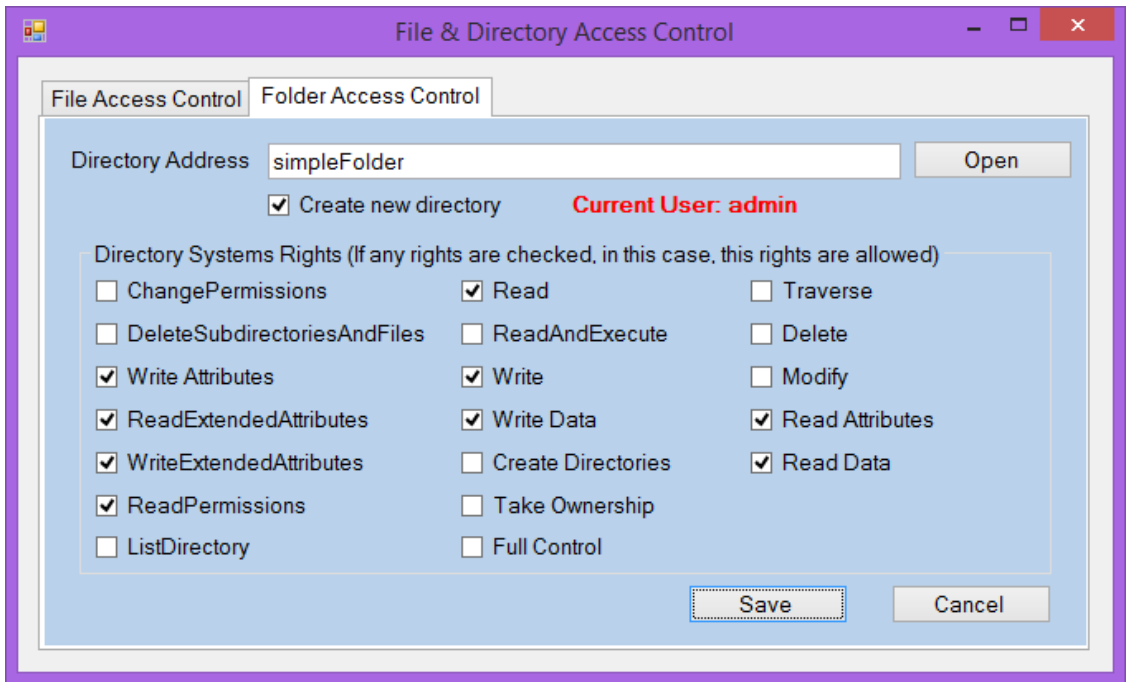 File & Directory Access Control
File Access Control Folder Access Control
Directory Address simpleFolder Open
Create new directory Current User: admin
Directory Systems Rights (If any rights are checked, in this case, this rights are allowed)
ChangePermissions Read Traverse
DeleteSubdirectoriesAndFiles ReadAndExecute Delete
Write Attributes Write Modify
ReadExtendedAttributes Write Data Read Attributes
WriteExtendedAttributes Create Directories Read Data
ReadPermissions Take Ownership
ListDirectory Full Control
Save Cancel